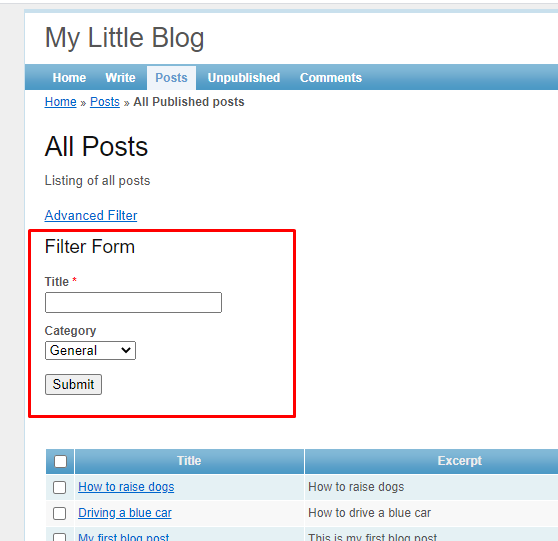 My Little Blog
Home Write Posts Unpublished Comments
Home » Posts » All Published posts
All Posts
Listing of all posts
Advanced Filter
Filter Form
Title *
Category
General
Submit
Title Excerpt
How to raise dogs How to raise dogs
Driving a blue car How to drive a blue car
My first blog post This is my first blog post